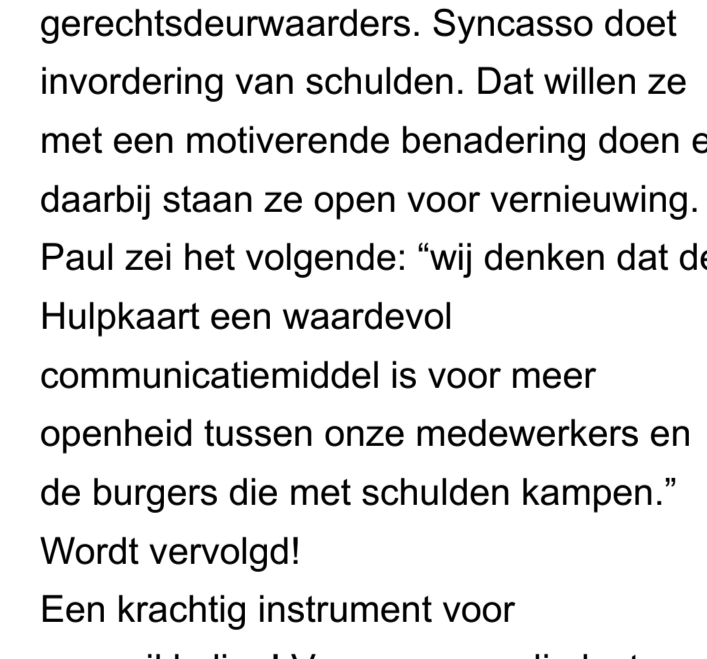 gerechtsdeurwaarders. Syncasso doet
invordering van schulden. Dat willen ze
met een motiverende benadering doen
daarbij staan ze open voor vernieuwing.
Paul zei het volgende: “wij denken dat de
Hulpkaart een waardevol
communicatiemiddel is voor meer
openheid tussen onze medewerkers en
de burgers die met schulden kampen.”
Wordt vervolgd!
Een krachtig instrument voor